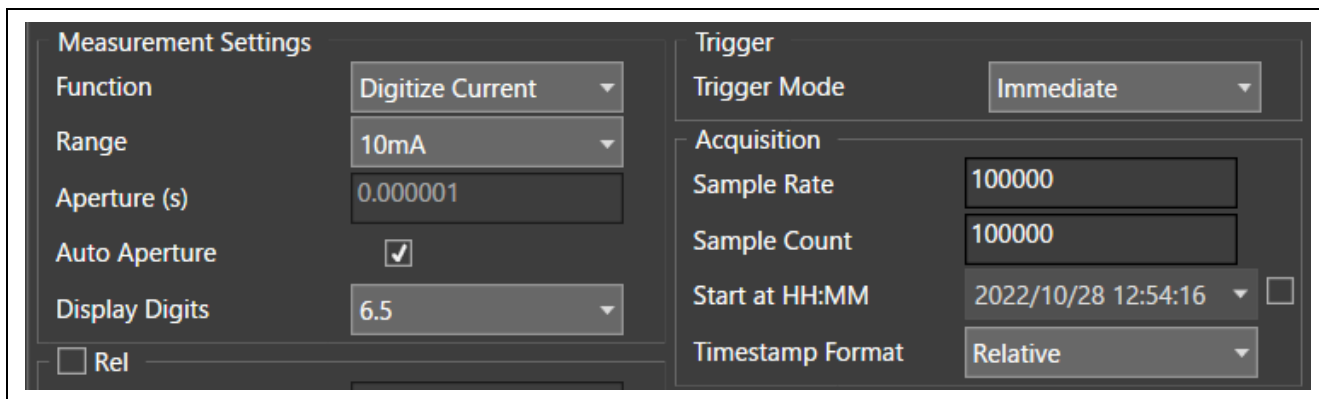 Measurement Settings
Function Digitize Current
Range 10mA
Aperture (s) 0.000001
Auto Aperture
Display Digits 6.5
Rel
Trigger
Trigger Mode Immediate
Acquisition
Sample Rate 100000
Sample Count 100000
Start at HH:MM 2022/10/28 12:54:16
Timestamp Format Relative